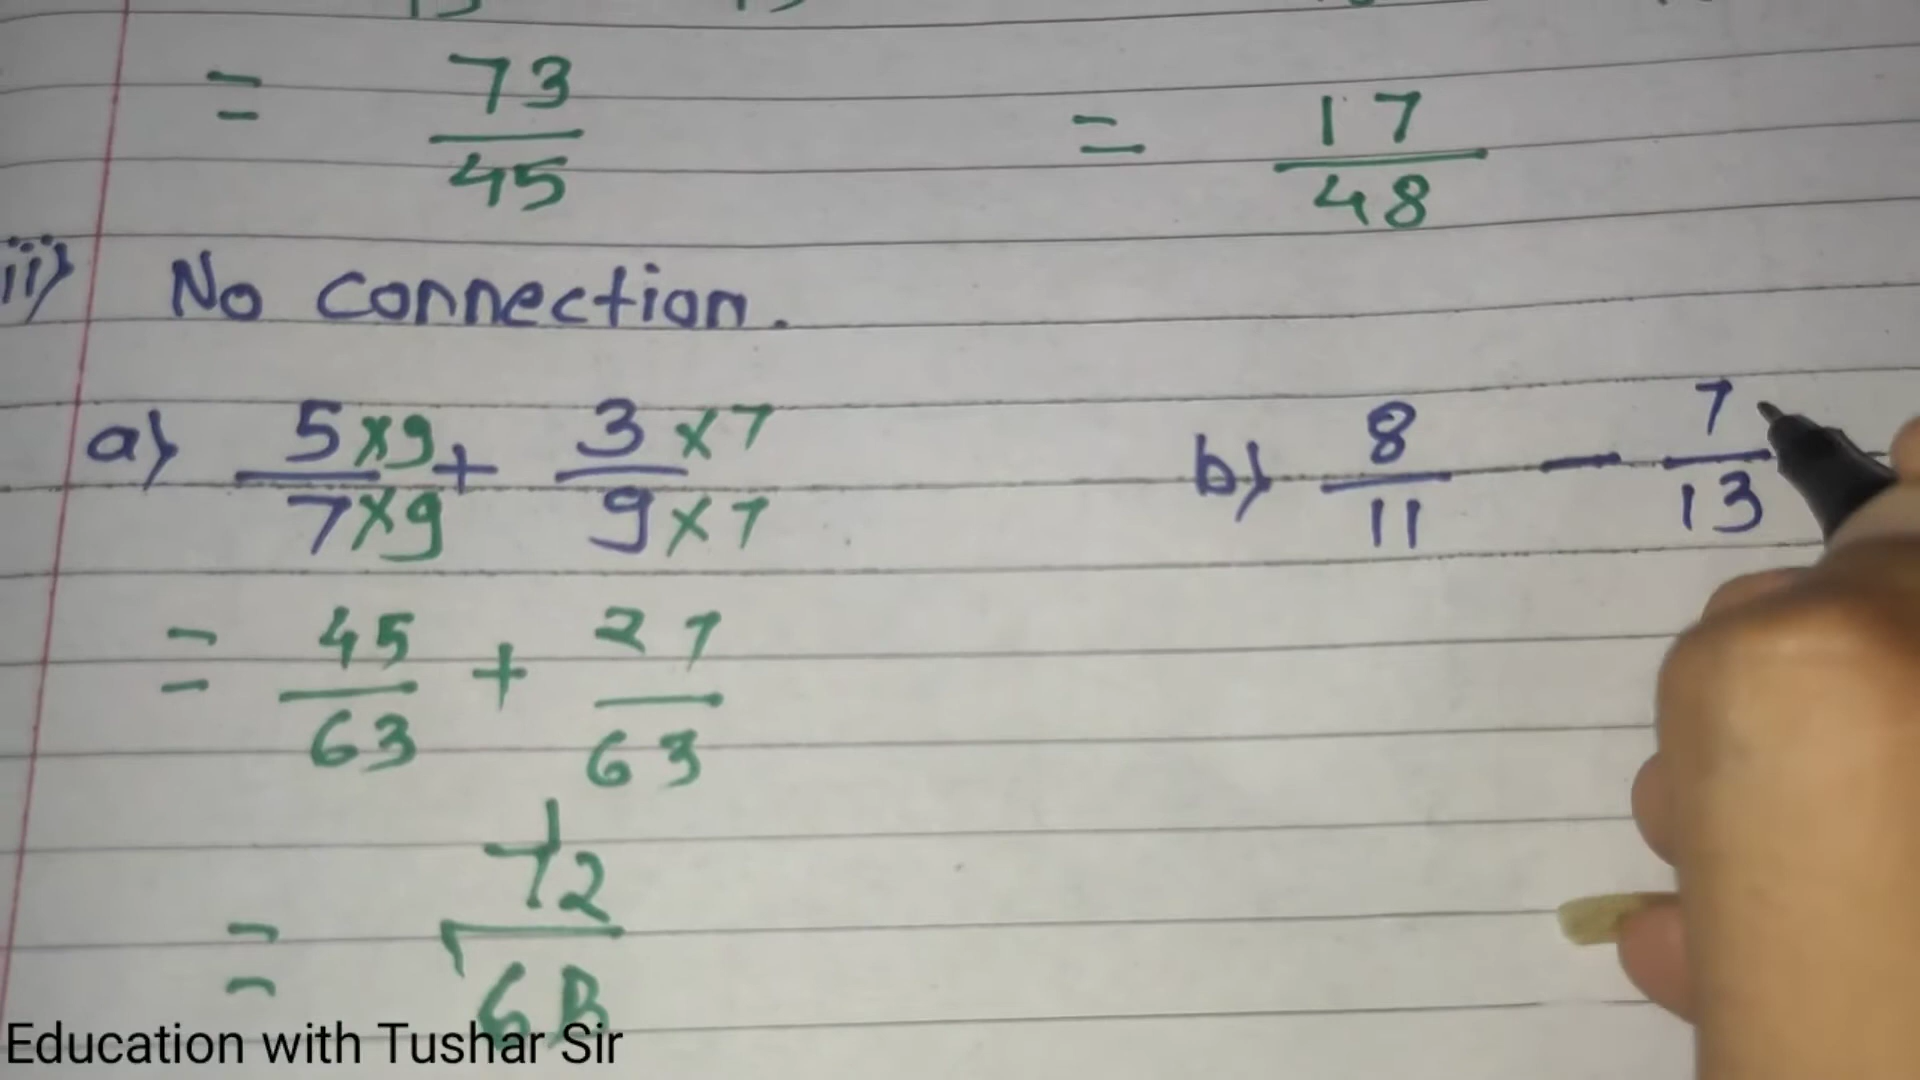 = 73/45
= 17/48
iii) No connection.
a) 5×9/7×9 + 3×7/9×7
b) 8/11 - 7/13
= 45/63 + 21/63
= 72/63
Education with Tushar Sir